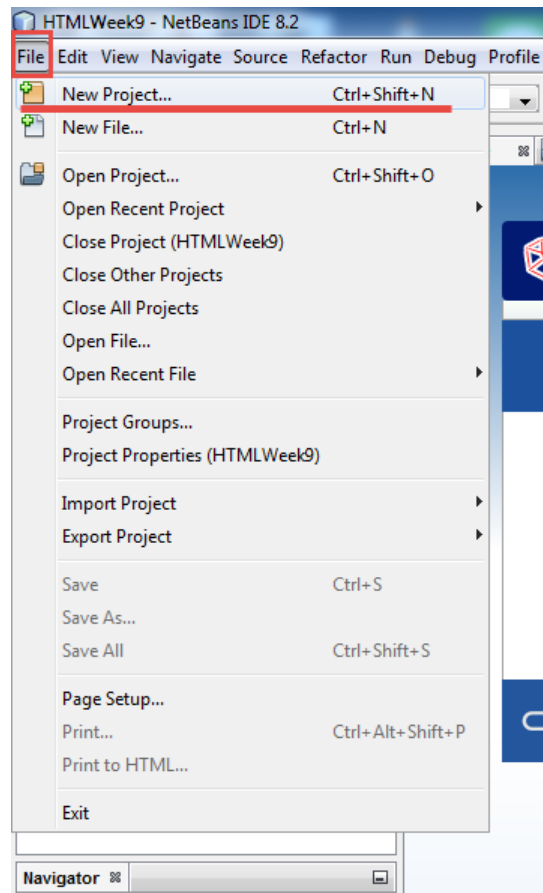 HTMLWeek9 - NetBeans IDE 8.2
File Edit View Navigate Source Refactor Run Debug Profile
New Project... Ctrl+Shift+N
New File... Ctrl+N
Open Project... Ctrl+Shift+O
Open Recent Project
Close Project (HTMLWeek9)
Close Other Projects
Close All Projects
Open File...
Open Recent File
Project Groups...
Project Properties (HTMLWeek9)
Import Project
Export Project
Save Ctrl+S
Save As...
Save All Ctrl+Shift+S
Page Setup...
Print... Ctrl+Alt+Shift+P
Print to HTML...
Exit
Navigator